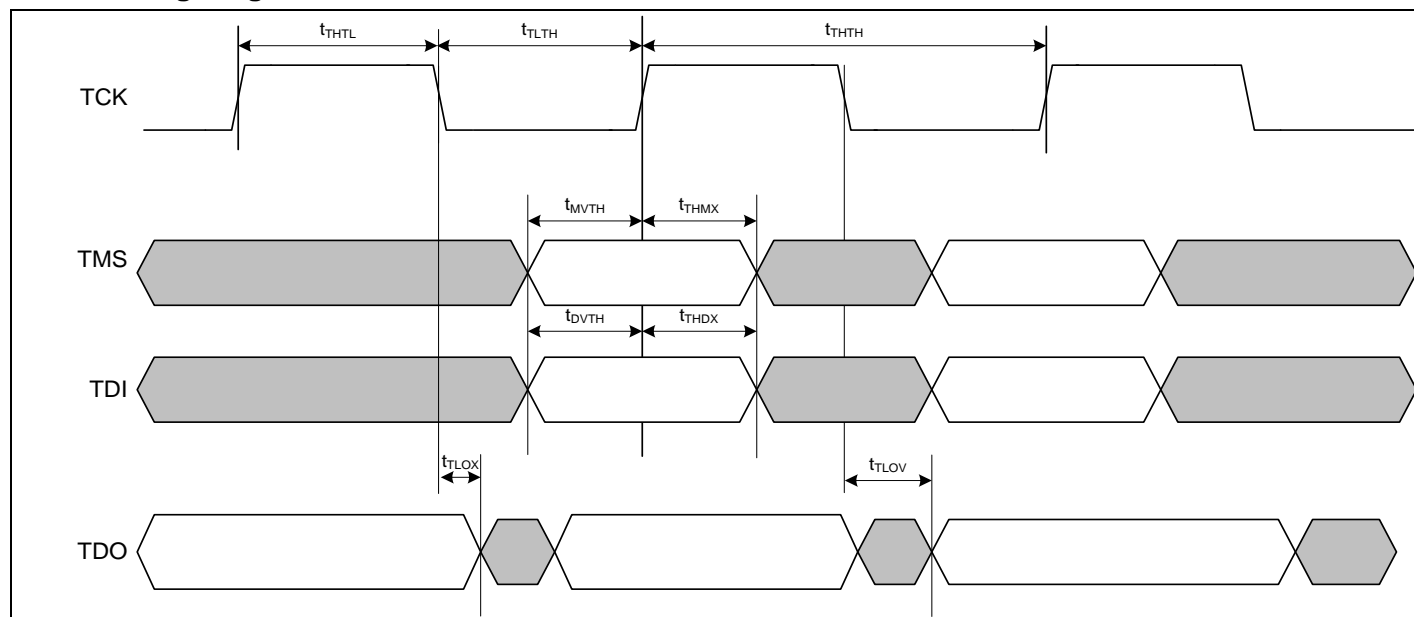 tTHTL tTLTH tTHTH
TCK
tMVTH tTHMX
TMS
tDVTH tTHDX
TDI
tTLOX tTLOV
TDO